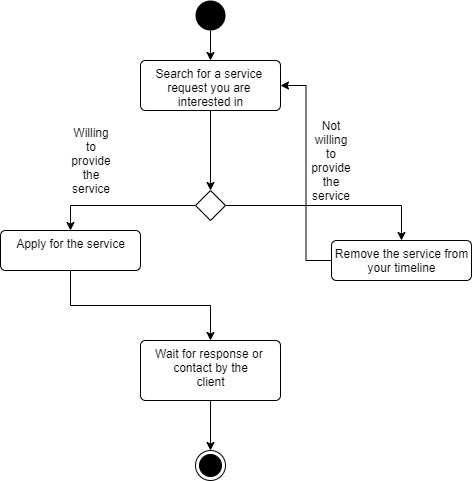 Search for a service
request you are
interested in
Willing
to
provide
the
service
Not
willing
to
provide
the
service
Apply for the service
Remove the service from
your timeline
Wait for response or
contact by the
client